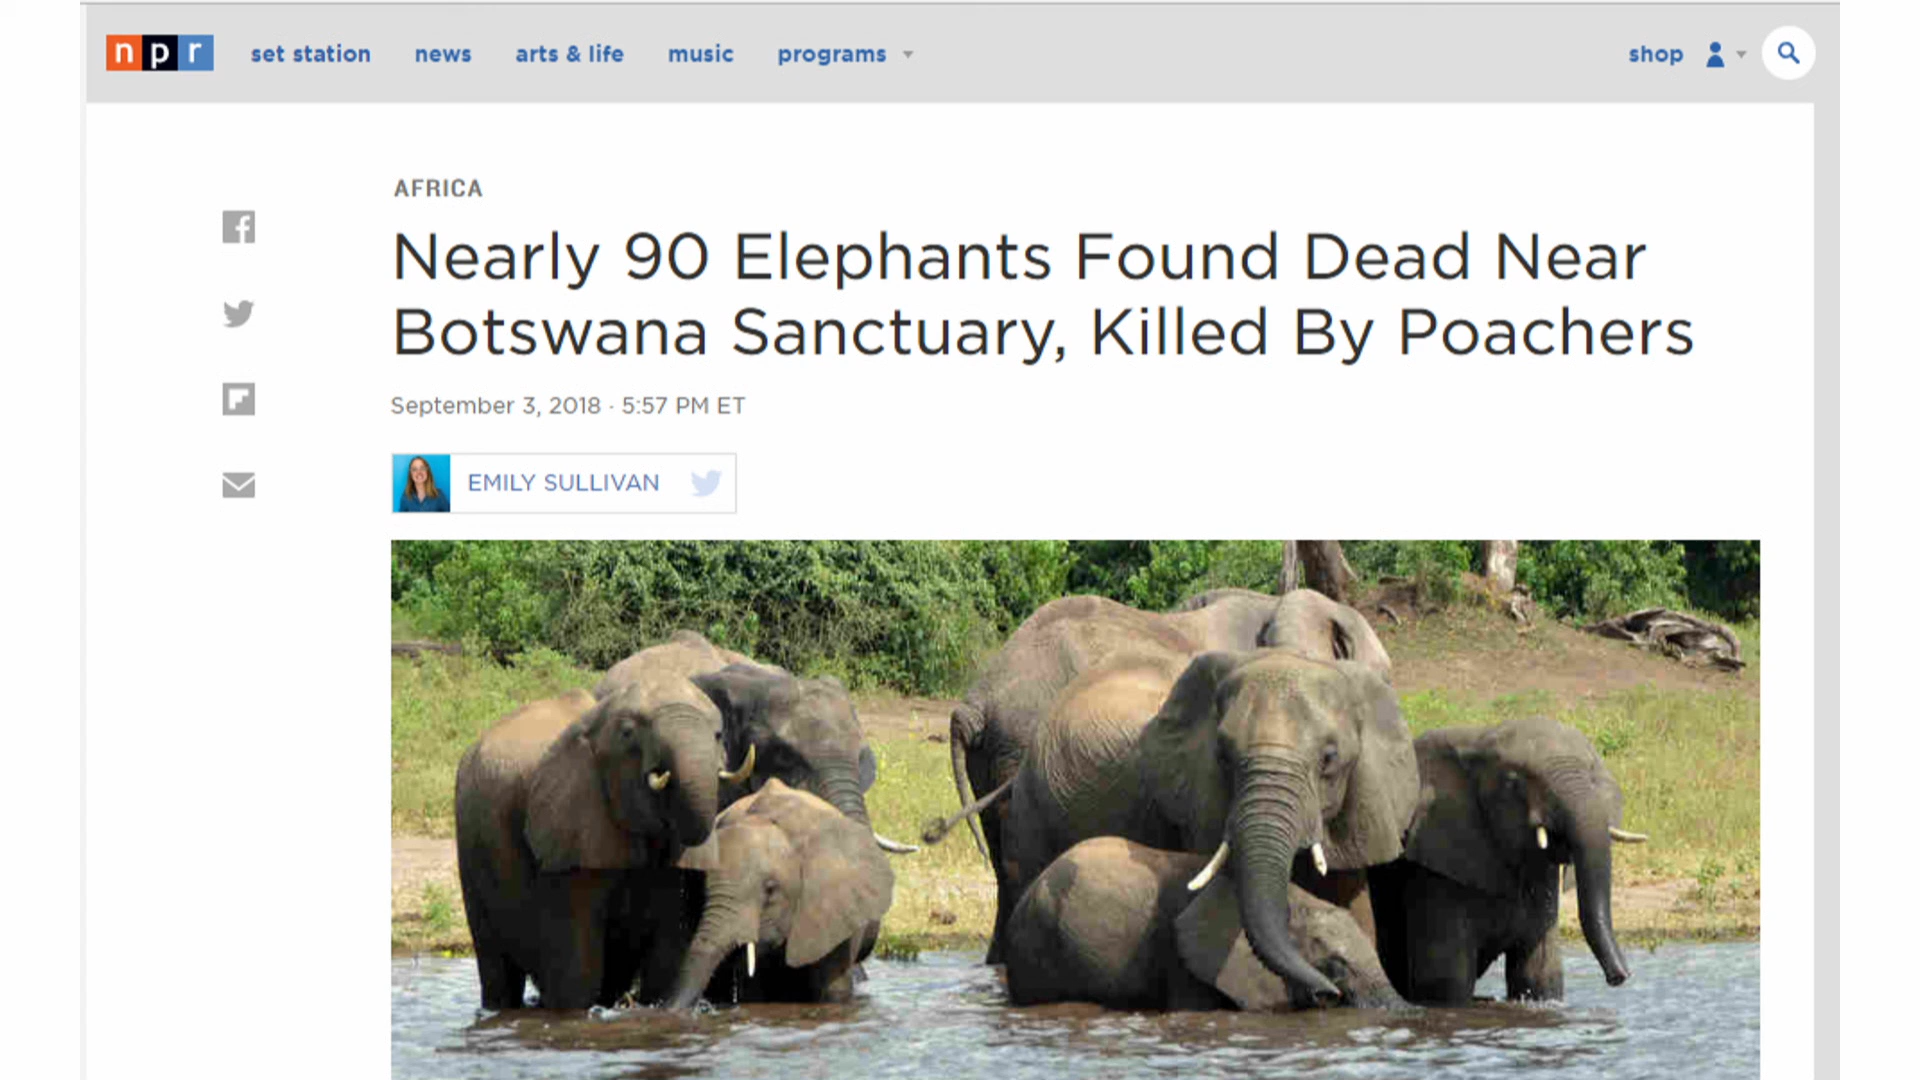 npr set station news arts & life music programs shop
AFRICA
Nearly 90 Elephants Found Dead Near
Botswana Sanctuary, Killed By Poachers
September 3, 2018 · 5:57 PM ET
EMILY SULLIVAN